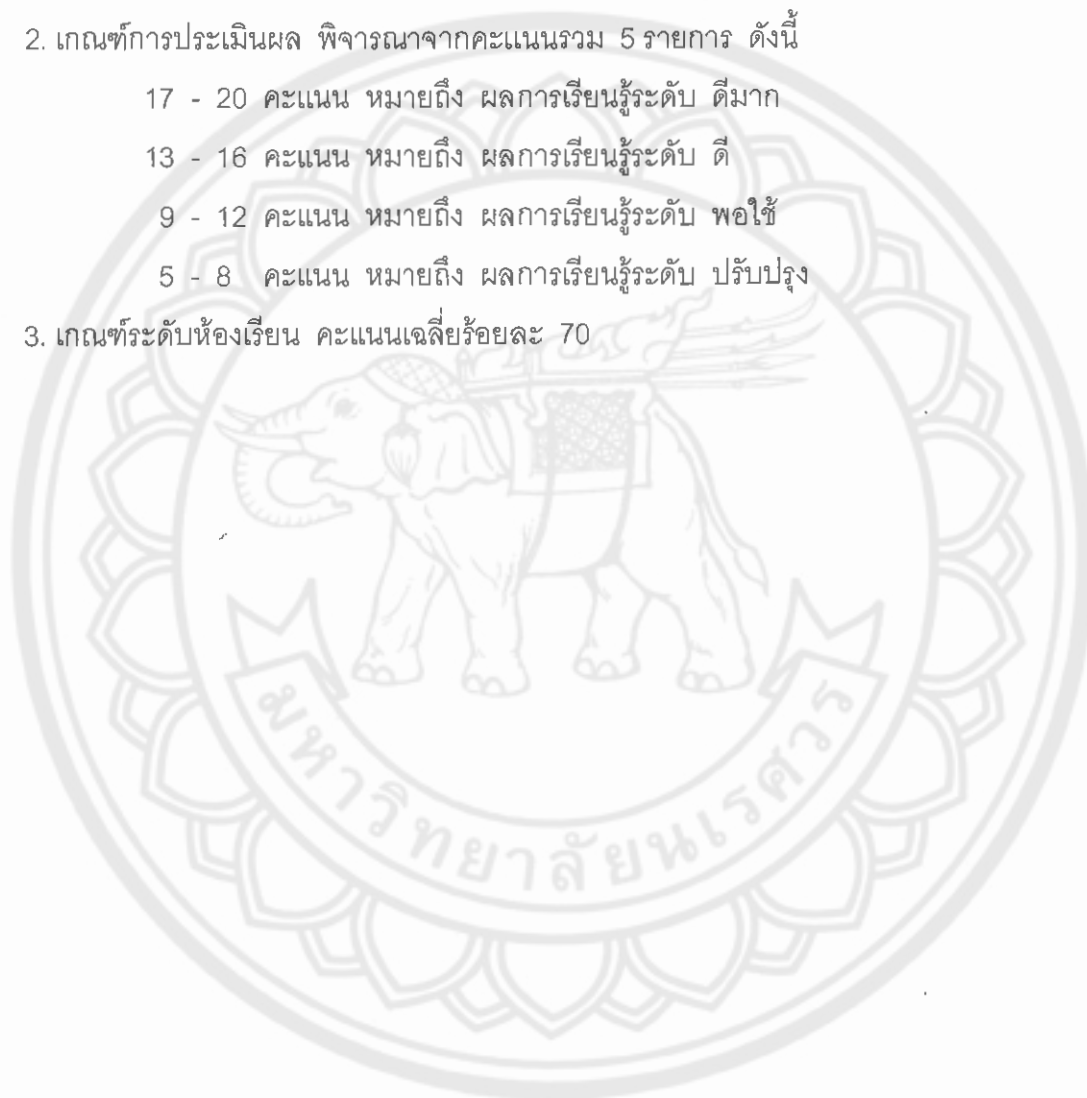 2. เกณฑ์การประเมินผล พิจารณาจากคะแนนรวม 5 รายการ ดังนี้
17 - 20 คะแนน หมายถึง ผลการเรียนรู้ระดับ ดีมาก
13 - 16 คะแนน หมายถึง ผลการเรียนรู้ระดับ ดี
9 - 12 คะแนน หมายถึง ผลการเรียนรู้ระดับ พอใช้
5 - 8 คะแนน หมายถึง ผลการเรียนรู้ระดับ ปรับปรุง
3. เกณฑ์ระดับห้องเรียน คะแนนเฉลี่ยร้อยละ 70
มหาวิทยาลัยนเรศวร